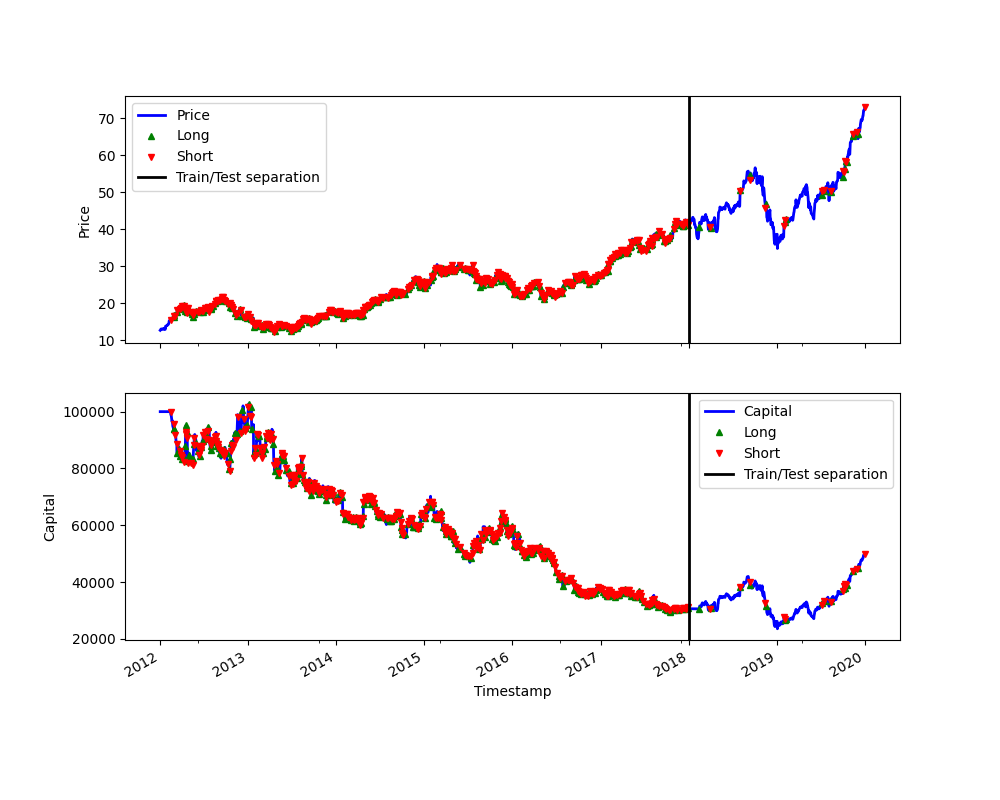 Price
Long
Short
Train/Test separation
70
60
50
40
30
20
10
Price
Capital
Long
Short
Train/Test separation
100000
80000
60000
40000
20000
Capital
2012
2013
2014
2015
2016
2017
2018
2019
2020
Timestamp